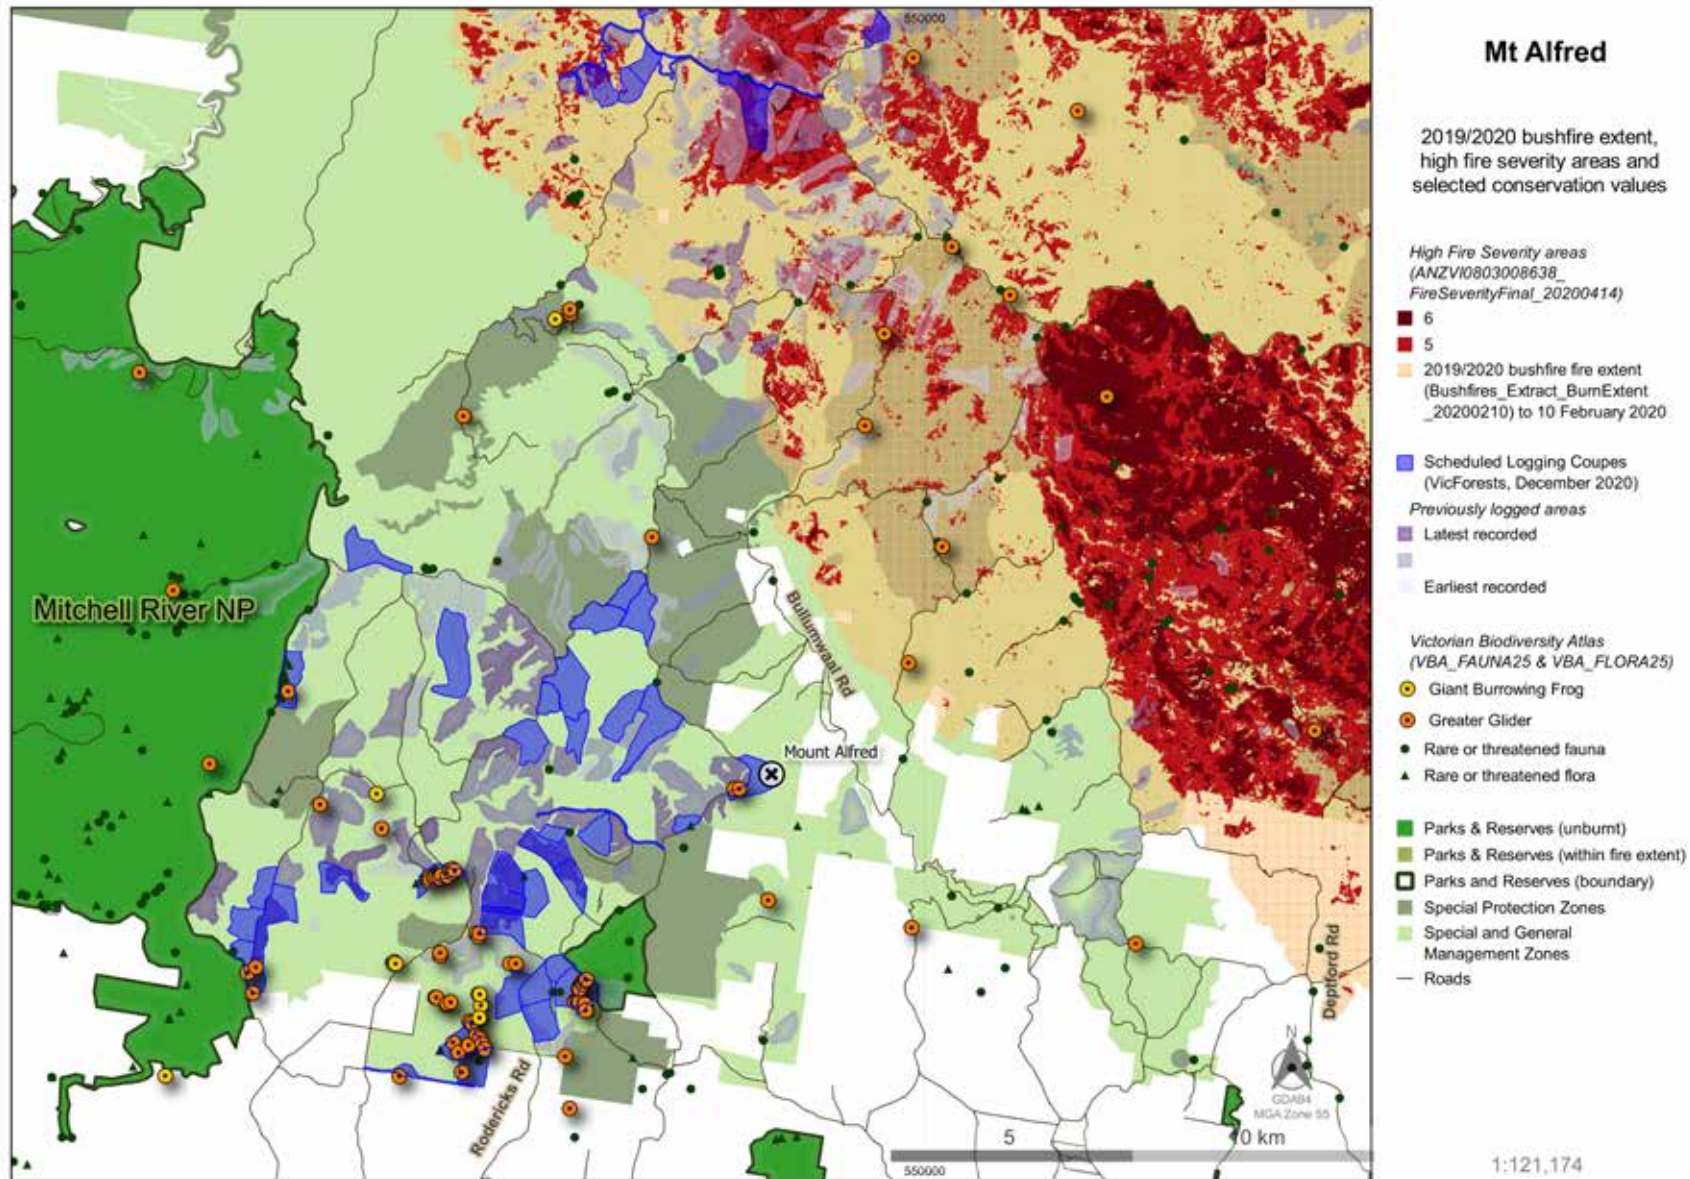 550000
Mitchell River NP
Bullumwaal Rd
Mount Alfred
Rodericks Rd
Deptford Rd
N
GDA94
MGA Zone 55
5
10 km
550000
Mt Alfred
2019/2020 bushfire extent,
high fire severity areas and
selected conservation values
High Fire Severity areas
(ANZVI0803008638_
FireSeverityFinal_20200414)
6
5
2019/2020 bushfire fire extent
(Bushfires_Extract_BurnExtent
_20200210) to 10 February 2020
Scheduled Logging Coupes
(VicForests, December 2020)
Previously logged areas
Latest recorded
Earliest recorded
Victorian Biodiversity Atlas
(VBA_FAUNA25 & VBA_FLORA25)
Giant Burrowing Frog
Greater Glider
Rare or threatened fauna
Rare or threatened flora
Parks & Reserves (unburnt)
Parks & Reserves (within fire extent)
Parks and Reserves (boundary)
Special Protection Zones
Special and General
Management Zones
Roads
1:121,174